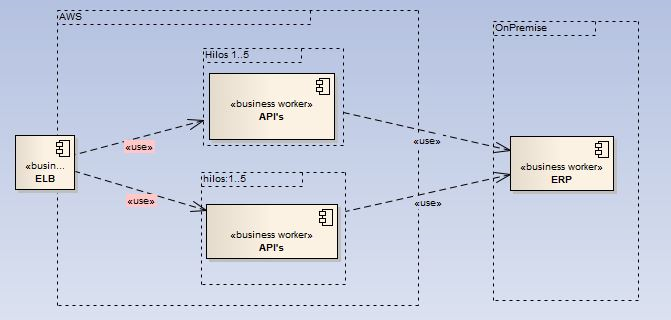 AWS
OnPremise
Hilos 1..5
«business worker»
API's
«use»
«use»
«busin...
ELB
«business worker»
ERP
hilos:1..5
«use»
«use»
«business worker»
API's